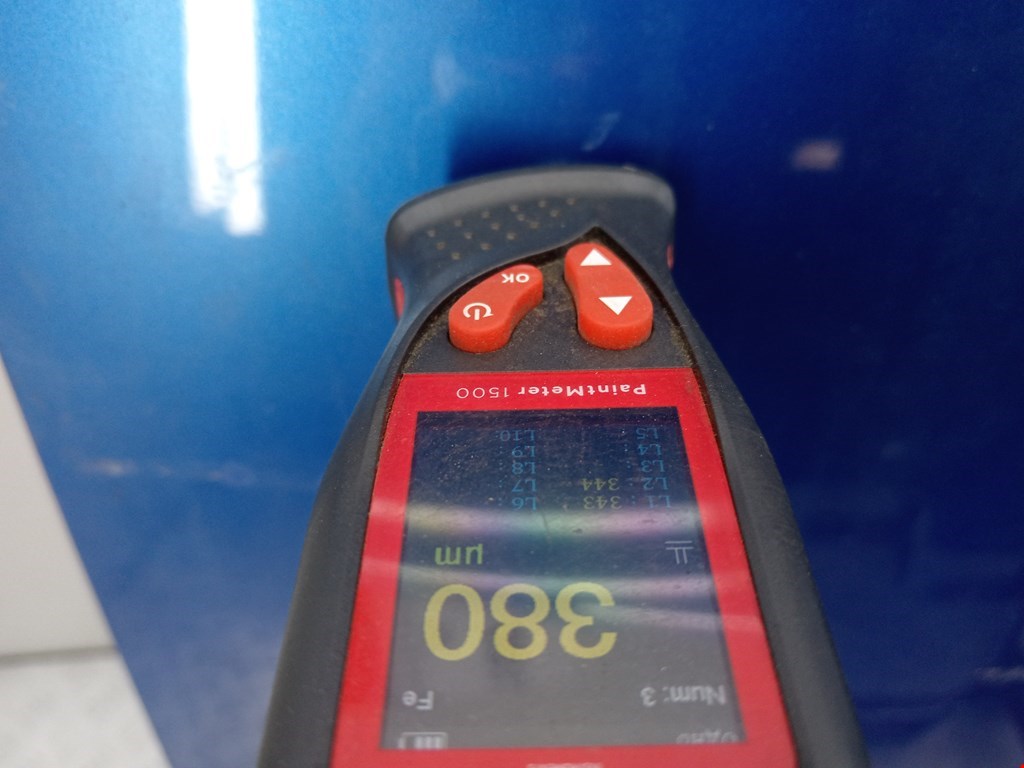 Одно
Num: 3 Fe
380
µm
L1: 343 L6:
L2: 344 L7:
L3: L8:
L4: L9:
L5: L10:
PaintMeter 1500
OK